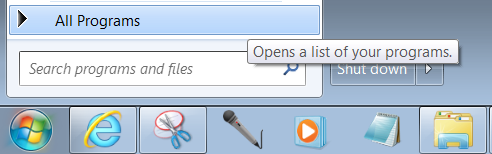 All Programs
Opens a list of your programs.
Search programs and files
Shut down